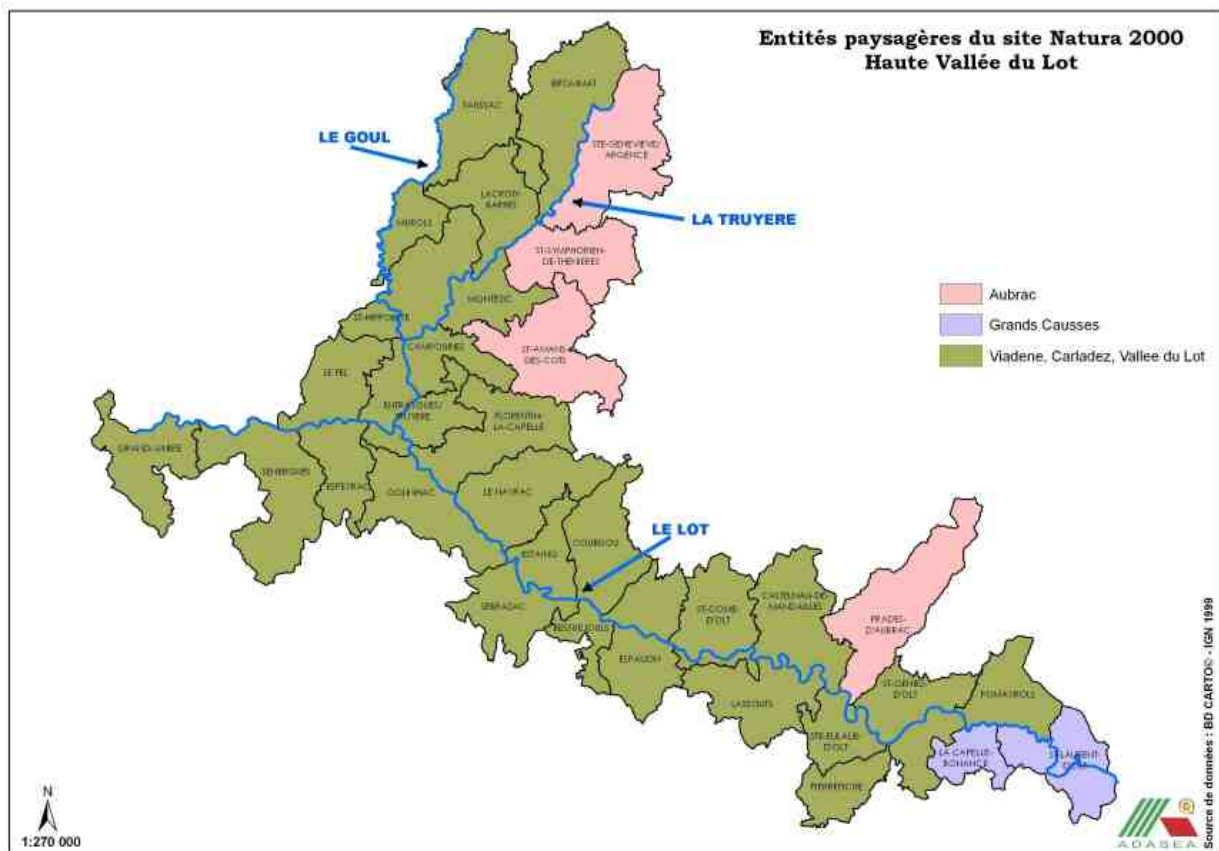 Entités paysagères du site Natura 2000
Haute Vallée du Lot
BROMMAT
TAUSSAC
LE GOUL
STE-GENEVIEVE/
ARGENCE
LACROIX-
BARREZ
LA TRUYERE
MUROLS
ST-SYMPHORIEN-
DE-THENIERES
MONTEZIC
Aubrac
Grands Causses
Viadene, Carladez, Vallee du Lot
ST-HIPPOLYTE
CAMPOURIEZ
ST-AMANS-
DES-COTS
LE FEL
ENTRAYGUES/
TRUYERE
FLORENTIN-
LA-CAPELLE
GRAND-VABRE
SENERGUES
ESPEYRAC
GOLINHAC
LE NAYRAC
LE LOT
ESTAING
COUBISOU
SEBRAZAC
BESSUEJOULS
ESPALION
ST-COME-
D'OLT
CASTELNAU-DE-
MANDAILLES
PRADES-
D'AUBRAC
LASSOUTS
ST-GENIEZ-
D'OLT
POMAYROLS
STE-EULALIE-
D'OLT
LA CAPELLE-
BONANCE
ST-LAURENT-
D'OLT
PIERREFICHE
N
1:270 000
ADASEA
Source de données : BD CARTO© - IGN 1999